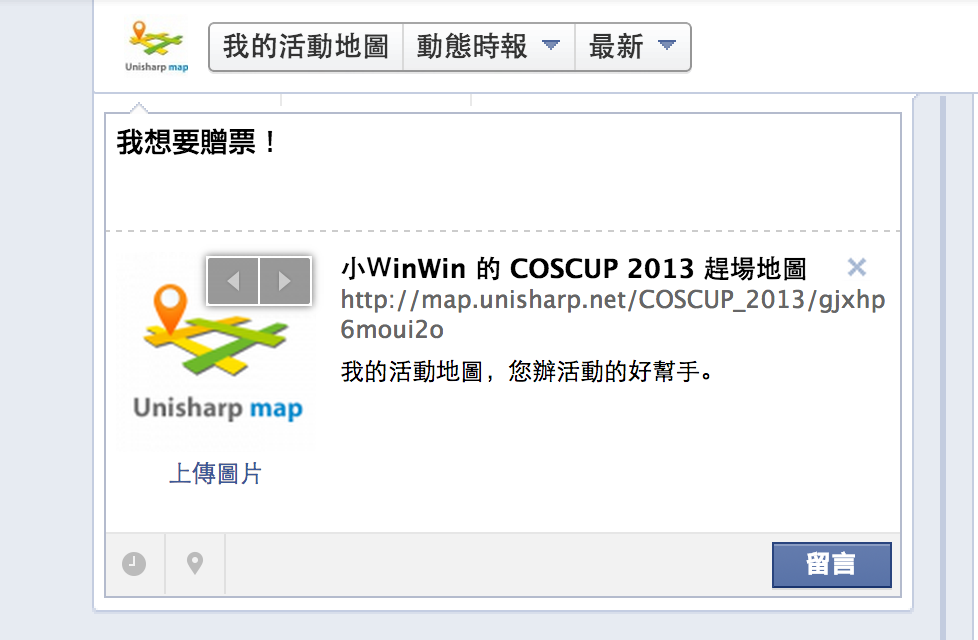 Unisharp map
我的活動地圖 動態時報 最新
我想要贈票！
小WinWin 的 COSCUP 2013 趕場地圖
http://map.unisharp.net/COSCUP_2013/gjxhp
6moui2o
我的活動地圖，您辦活動的好幫手。
Unisharp map
上傳圖片
留言